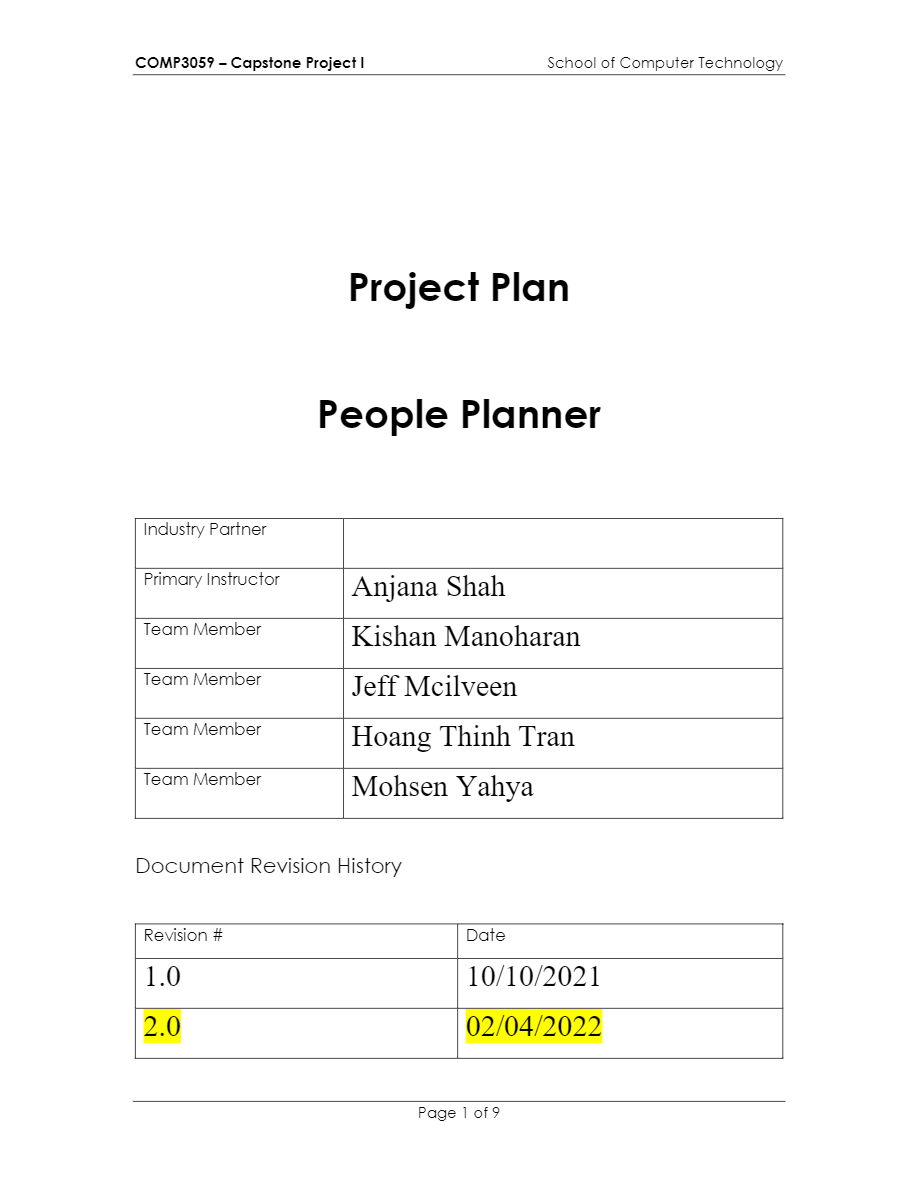 COMP3059 – Capstone Project I School of Computer Technology
Project Plan
People Planner
Industry Partner
Primary Instructor Anjana Shah
Team Member Kishan Manoharan
Team Member Jeff Mcilveen
Team Member Hoang Thinh Tran
Team Member Mohsen Yahya
Document Revision History
Revision # Date
1.0 10/10/2021
2.0 02/04/2022
Page 1 of 9